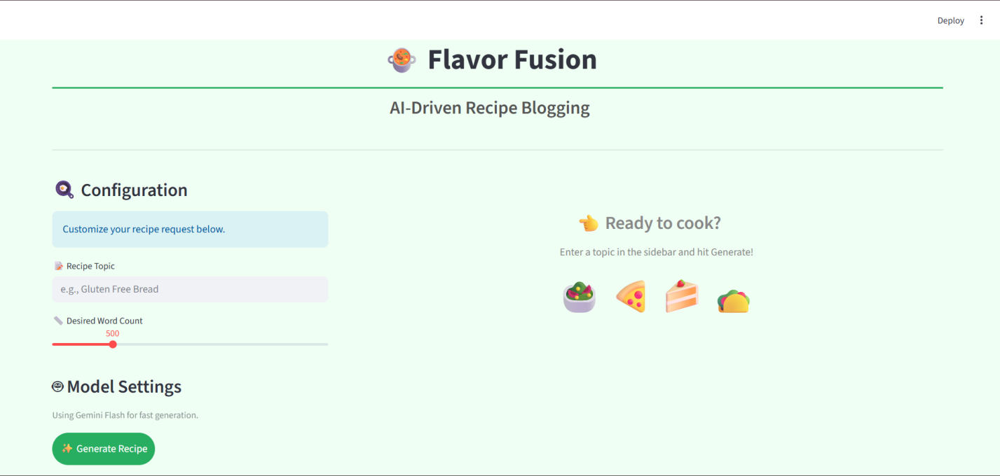 Deploy
Flavor Fusion
AI-Driven Recipe Blogging
Configuration
Customize your recipe request below.
Recipe Topic
e.g., Gluten Free Bread
Desired Word Count
500
Model Settings
Using Gemini Flash for fast generation.
Generate Recipe
Ready to cook?
Enter a topic in the sidebar and hit Generate!